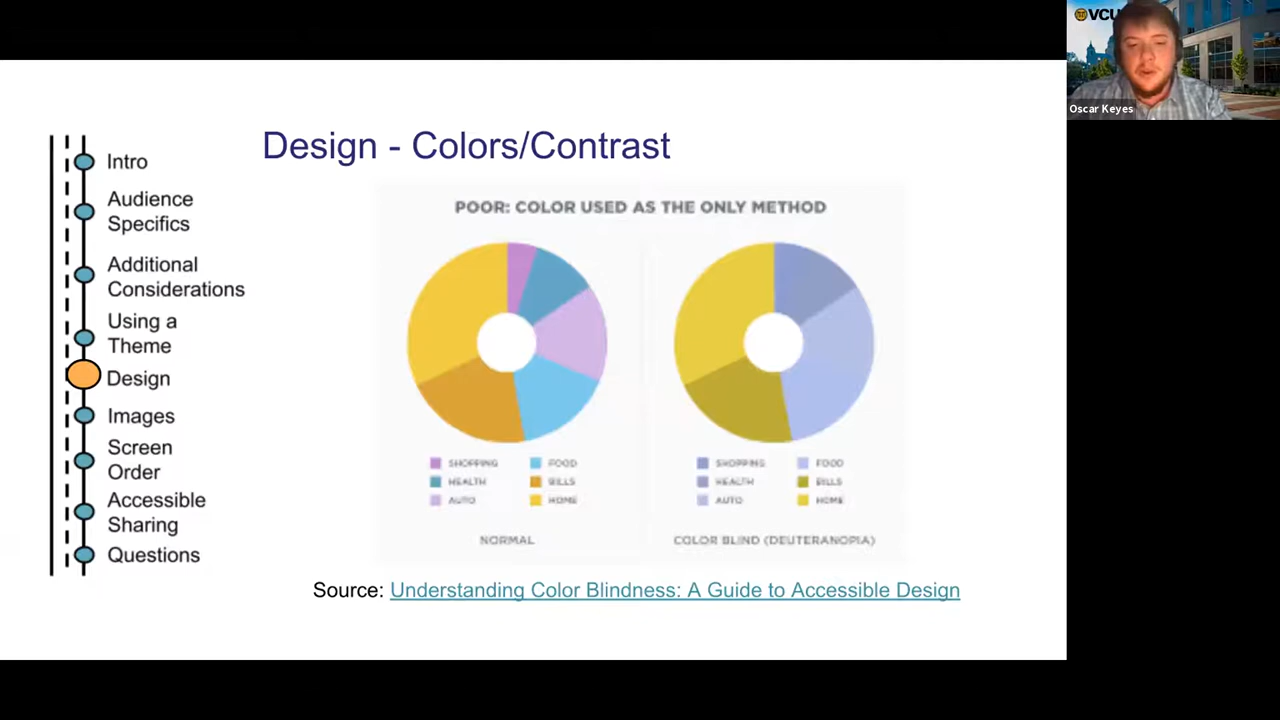 VCU
Oscar Keyes
Design - Colors/Contrast
Intro
Audience
Specifics
Additional
Considerations
Using a
Theme
Design
Images
Screen
Order
Accessible
Sharing
Questions
POOR: COLOR USED AS THE ONLY METHOD
SHOPPING FOOD
HEALTH BILLS
AUTO HOME
NORMAL
SHOPPING FOOD
HEALTH BILLS
AUTO HOME
COLOR BLIND (DEUTERANOPIA)
Source: Understanding Color Blindness: A Guide to Accessible Design